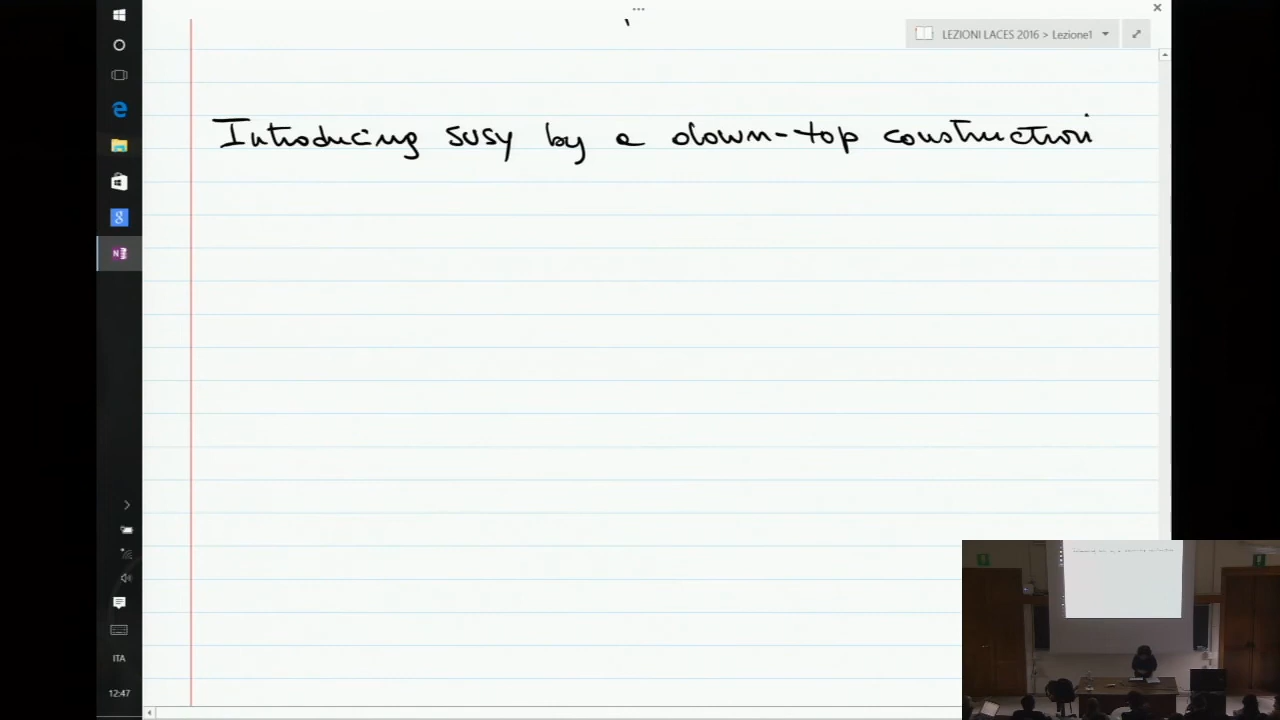 LEZIONI LACES 2016 > Lezione1
Introducing SUSY by a down-top construction
ITA
12:47